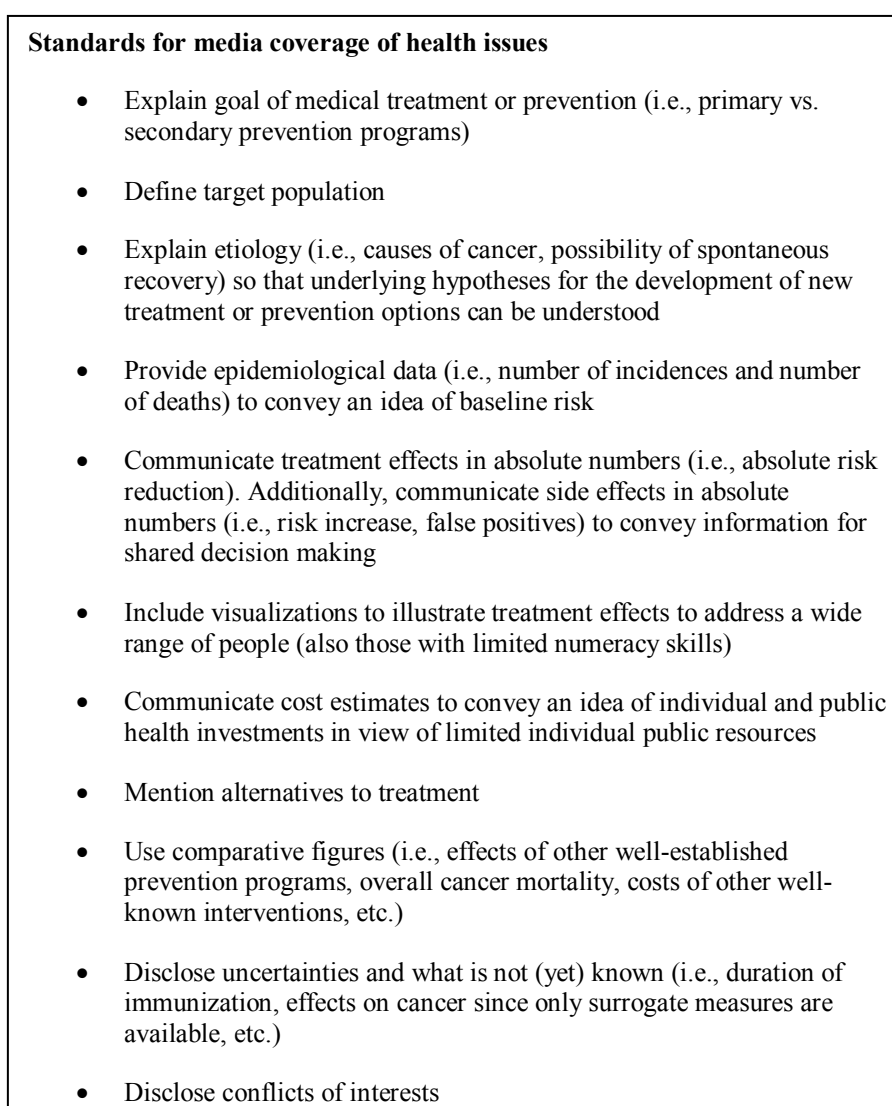 Standards for media coverage of health issues
• Explain goal of medical treatment or prevention (i.e., primary vs.
secondary prevention programs)
• Define target population
• Explain etiology (i.e., causes of cancer, possibility of spontaneous
recovery) so that underlying hypotheses for the development of new
treatment or prevention options can be understood
• Provide epidemiological data (i.e., number of incidences and number
of deaths) to convey an idea of baseline risk
• Communicate treatment effects in absolute numbers (i.e., absolute risk
reduction). Additionally, communicate side effects in absolute
numbers (i.e., risk increase, false positives) to convey information for
shared decision making
• Include visualizations to illustrate treatment effects to address a wide
range of people (also those with limited numeracy skills)
• Communicate cost estimates to convey an idea of individual and public
health investments in view of limited individual public resources
• Mention alternatives to treatment
• Use comparative figures (i.e., effects of other well-established
prevention programs, overall cancer mortality, costs of other well-
known interventions, etc.)
• Disclose uncertainties and what is not (yet) known (i.e., duration of
immunization, effects on cancer since only surrogate measures are
available, etc.)
• Disclose conflicts of interests